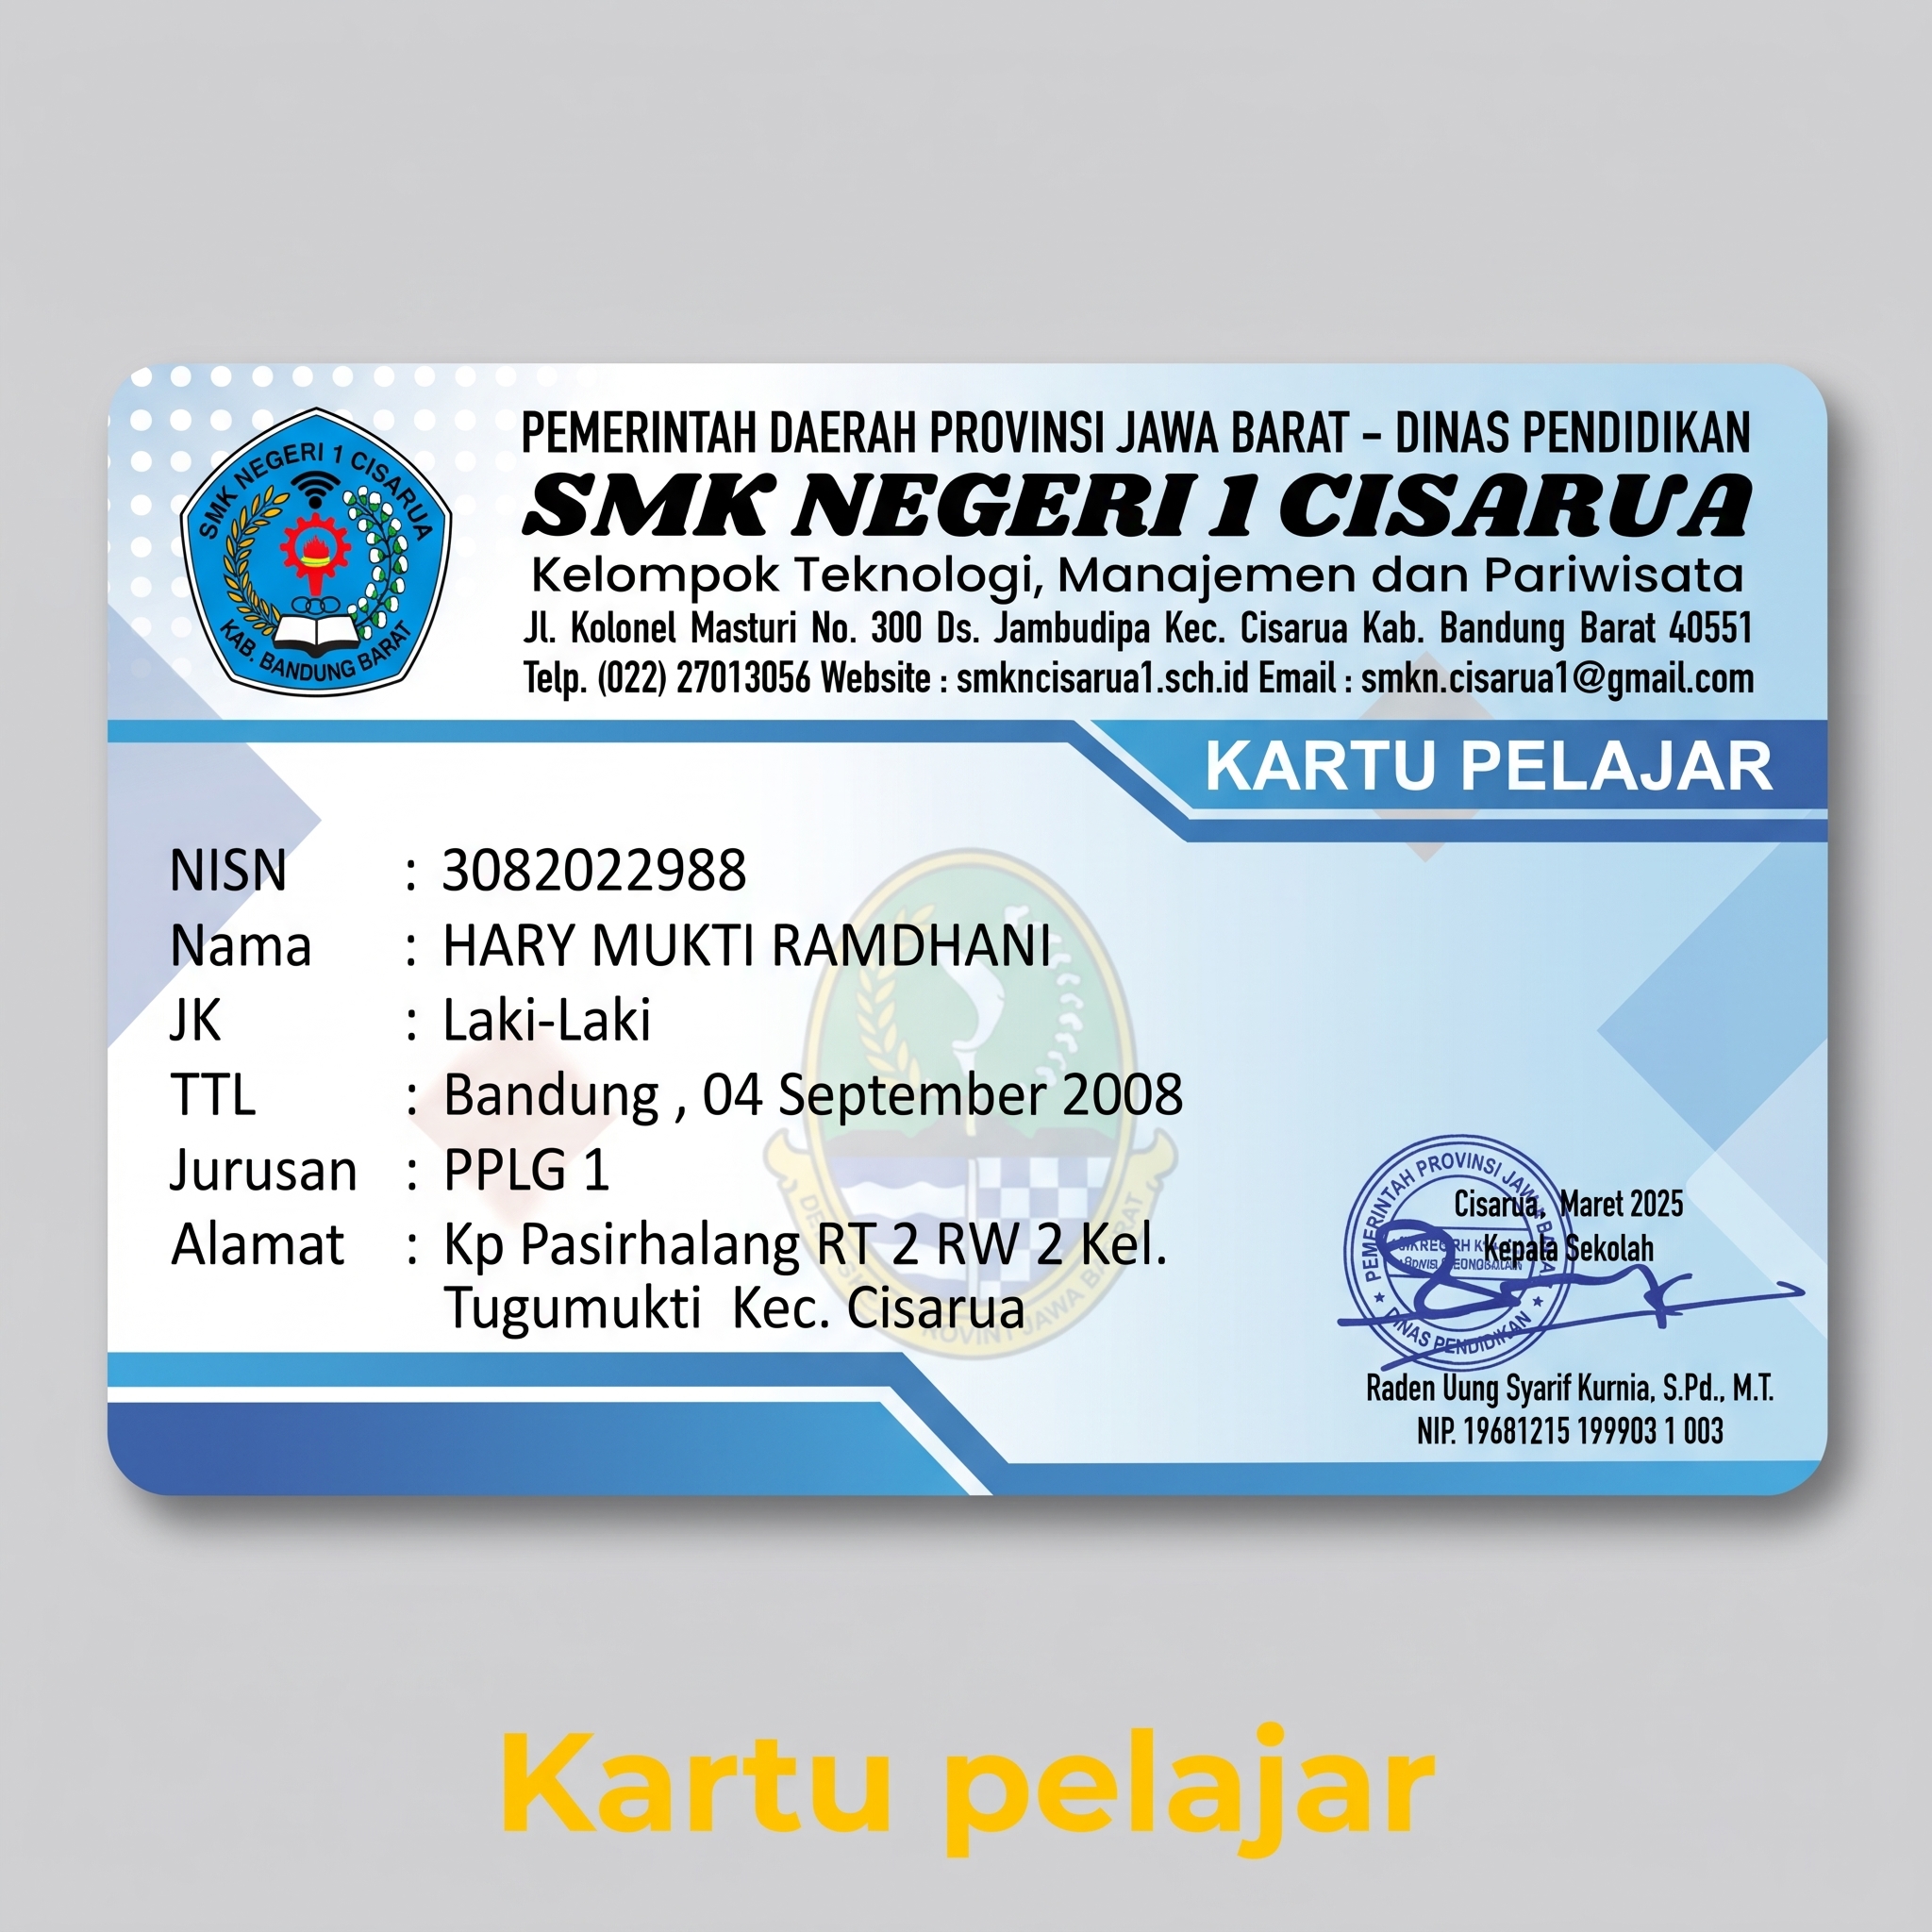 SMK NEGERI 1 CISARUA
KAB. BANDUNG BARAT
PEMERINTAH DAERAH PROVINSI JAWA BARAT – DINAS PENDIDIKAN
SMK NEGERI 1 CISARUA
Kelompok Teknologi, Manajemen dan Pariwisata
Jl. Kolonel Masturi No. 300 Ds. Jambudipa Kec. Cisarua Kab. Bandung Barat 40551
Telp. (022) 27013056 Website : smkncisarua1.sch.id Email : smkn.cisarua1@gmail.com
KARTU PELAJAR
NISN : 3082022988
Nama : HARY MUKTI RAMDHANI
JK : Laki-Laki
TTL : Bandung , 04 September 2008
Jurusan : PPLG 1
Alamat : Kp Pasirhalang RT 2 RW 2 Kel.
Tugumukti Kec. Cisarua
PEMERINTAH PROVINSI JAWA BARAT
DINAS PENDIDIKAN
Cisarua, Maret 2025
Kepala Sekolah
Raden Uung Syarif Kurnia, S.Pd., M.T.
NIP. 19681215 199903 1 003
Kartu pelajar